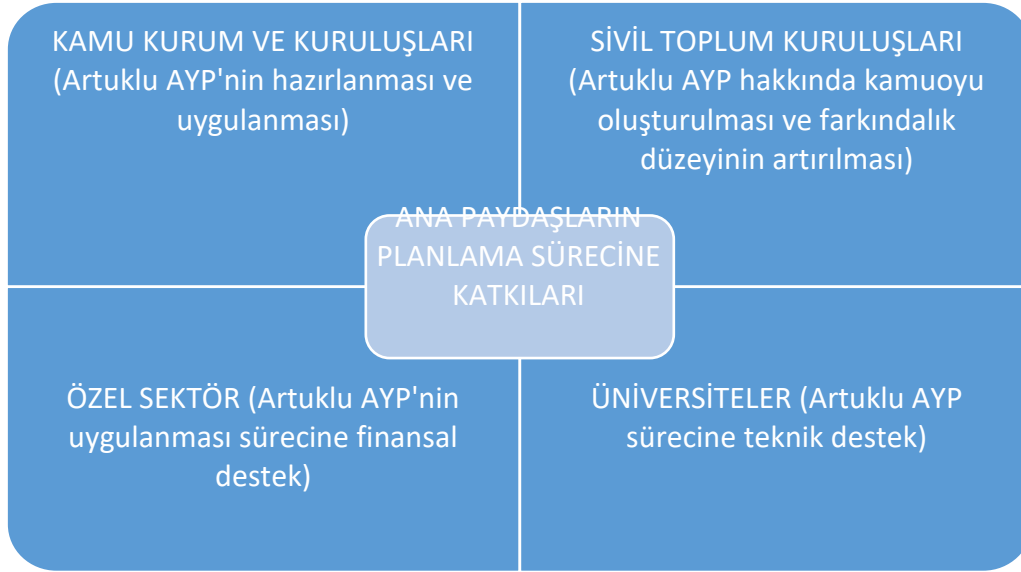 KAMU KURUM VE KURULUŞLARI
(Artuklu AYP'nin hazırlanması ve
uygulanması)
SİVİL TOPLUM KURULUŞLARI
(Artuklu AYP hakkında kamuoyu
oluşturulması ve farkındalık
düzeyinin artırılması)
ANA PAYDAŞLARIN
PLANLAMA SÜRECİNE
KATKILARI
ÖZEL SEKTÖR (Artuklu AYP'nin
uygulanması sürecine finansal
destek)
ÜNİVERSİTELER (Artuklu AYP
sürecine teknik destek)